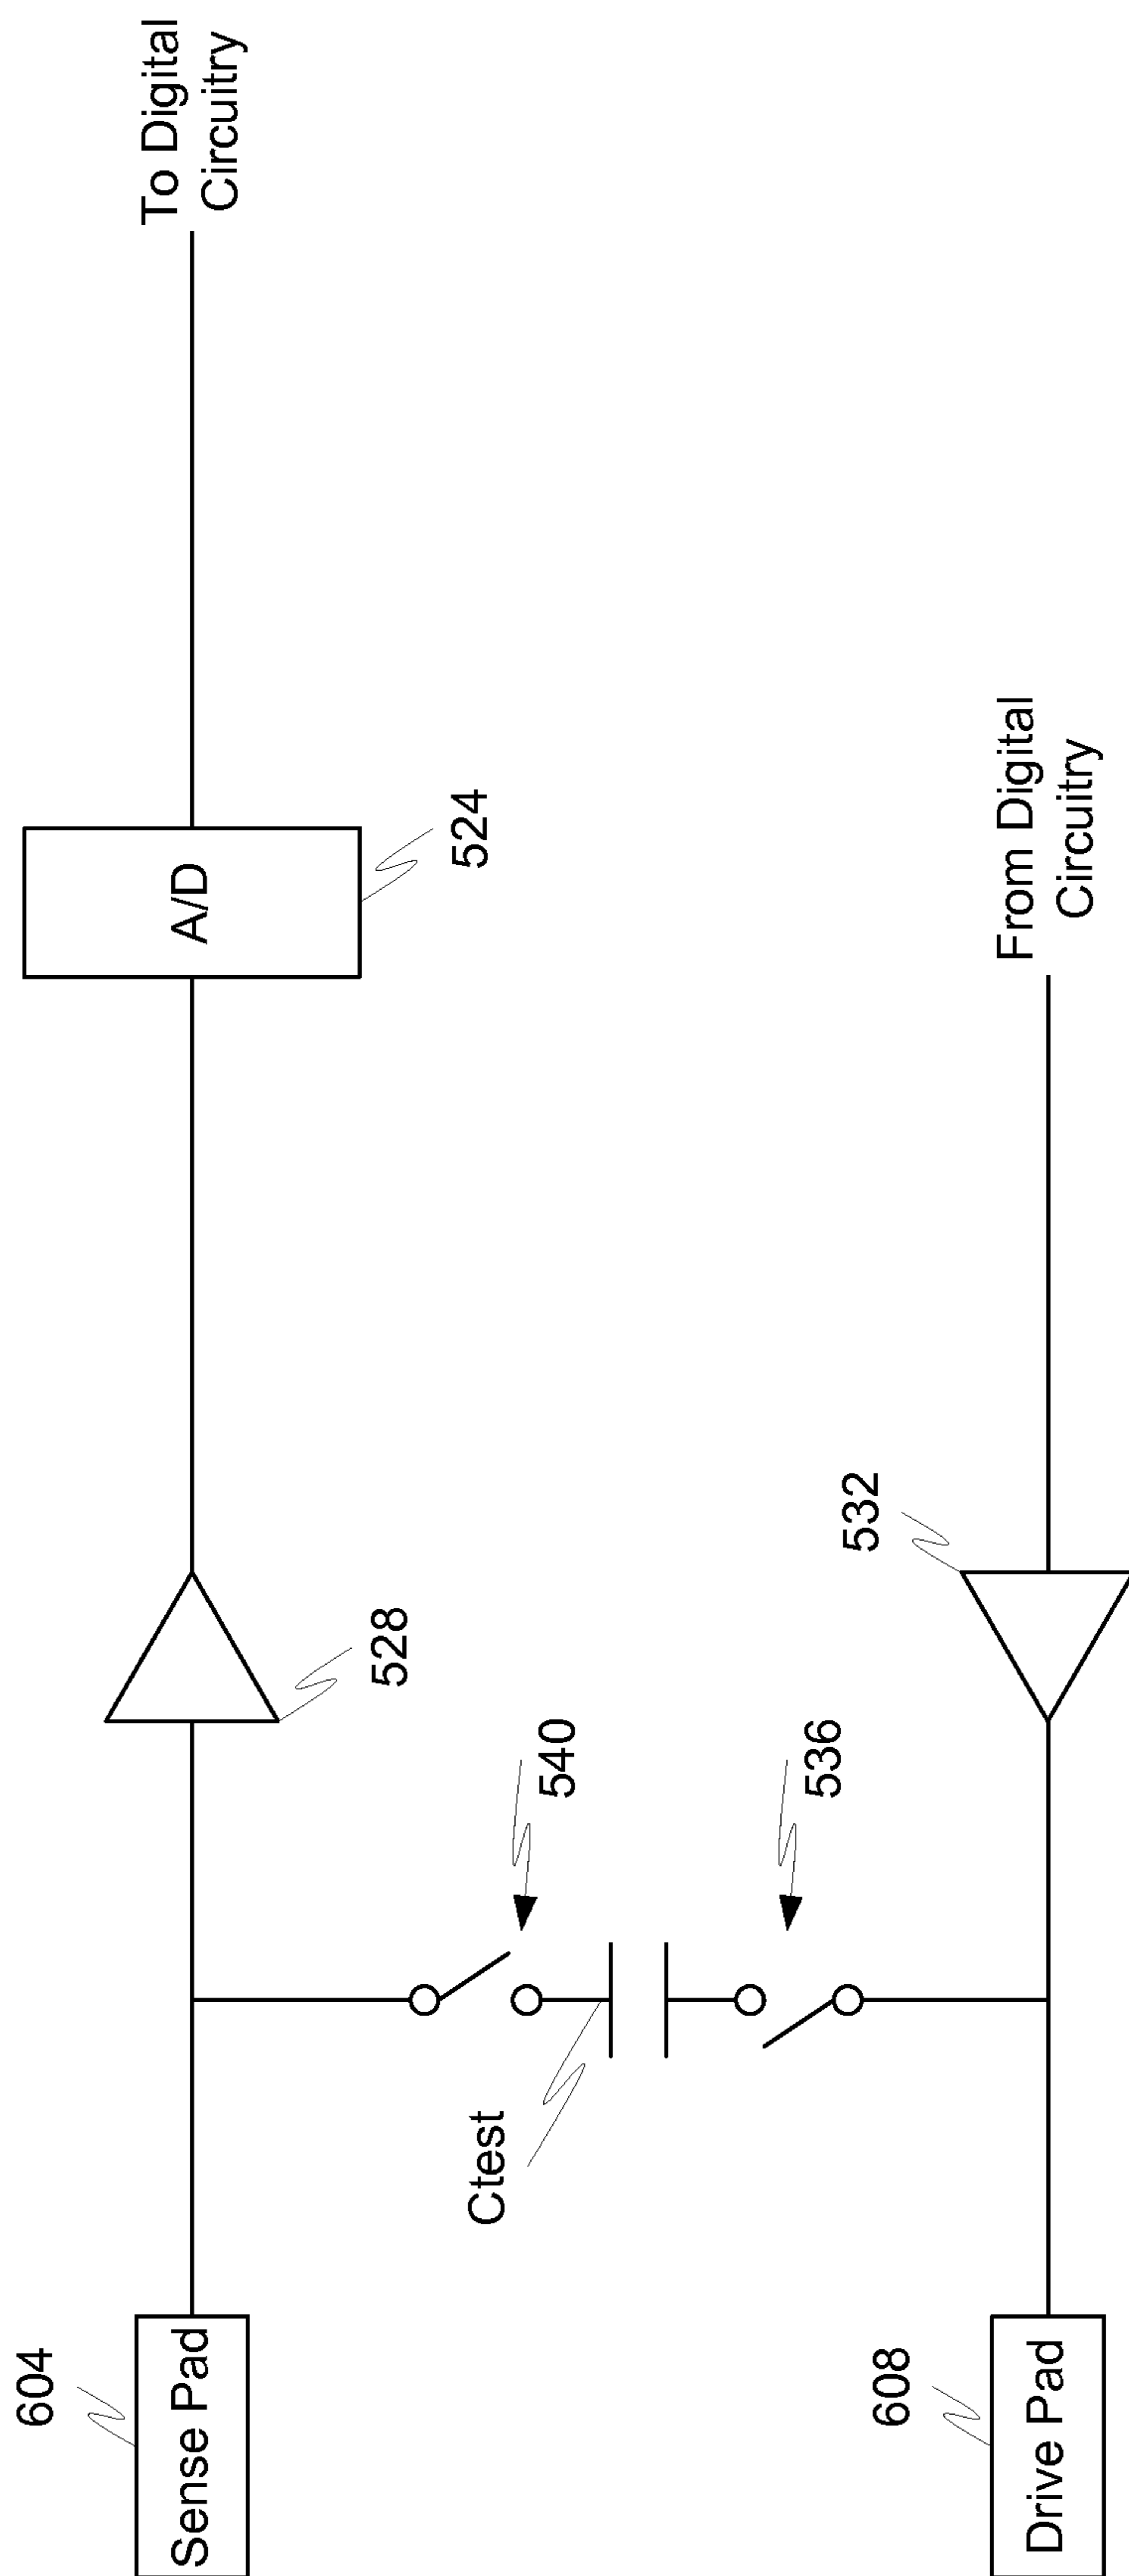 604
Sense Pad
Ctest
540
528
A/D
524
To Digital
Circuitry
608
Drive Pad
536
532
From Digital
Circuitry